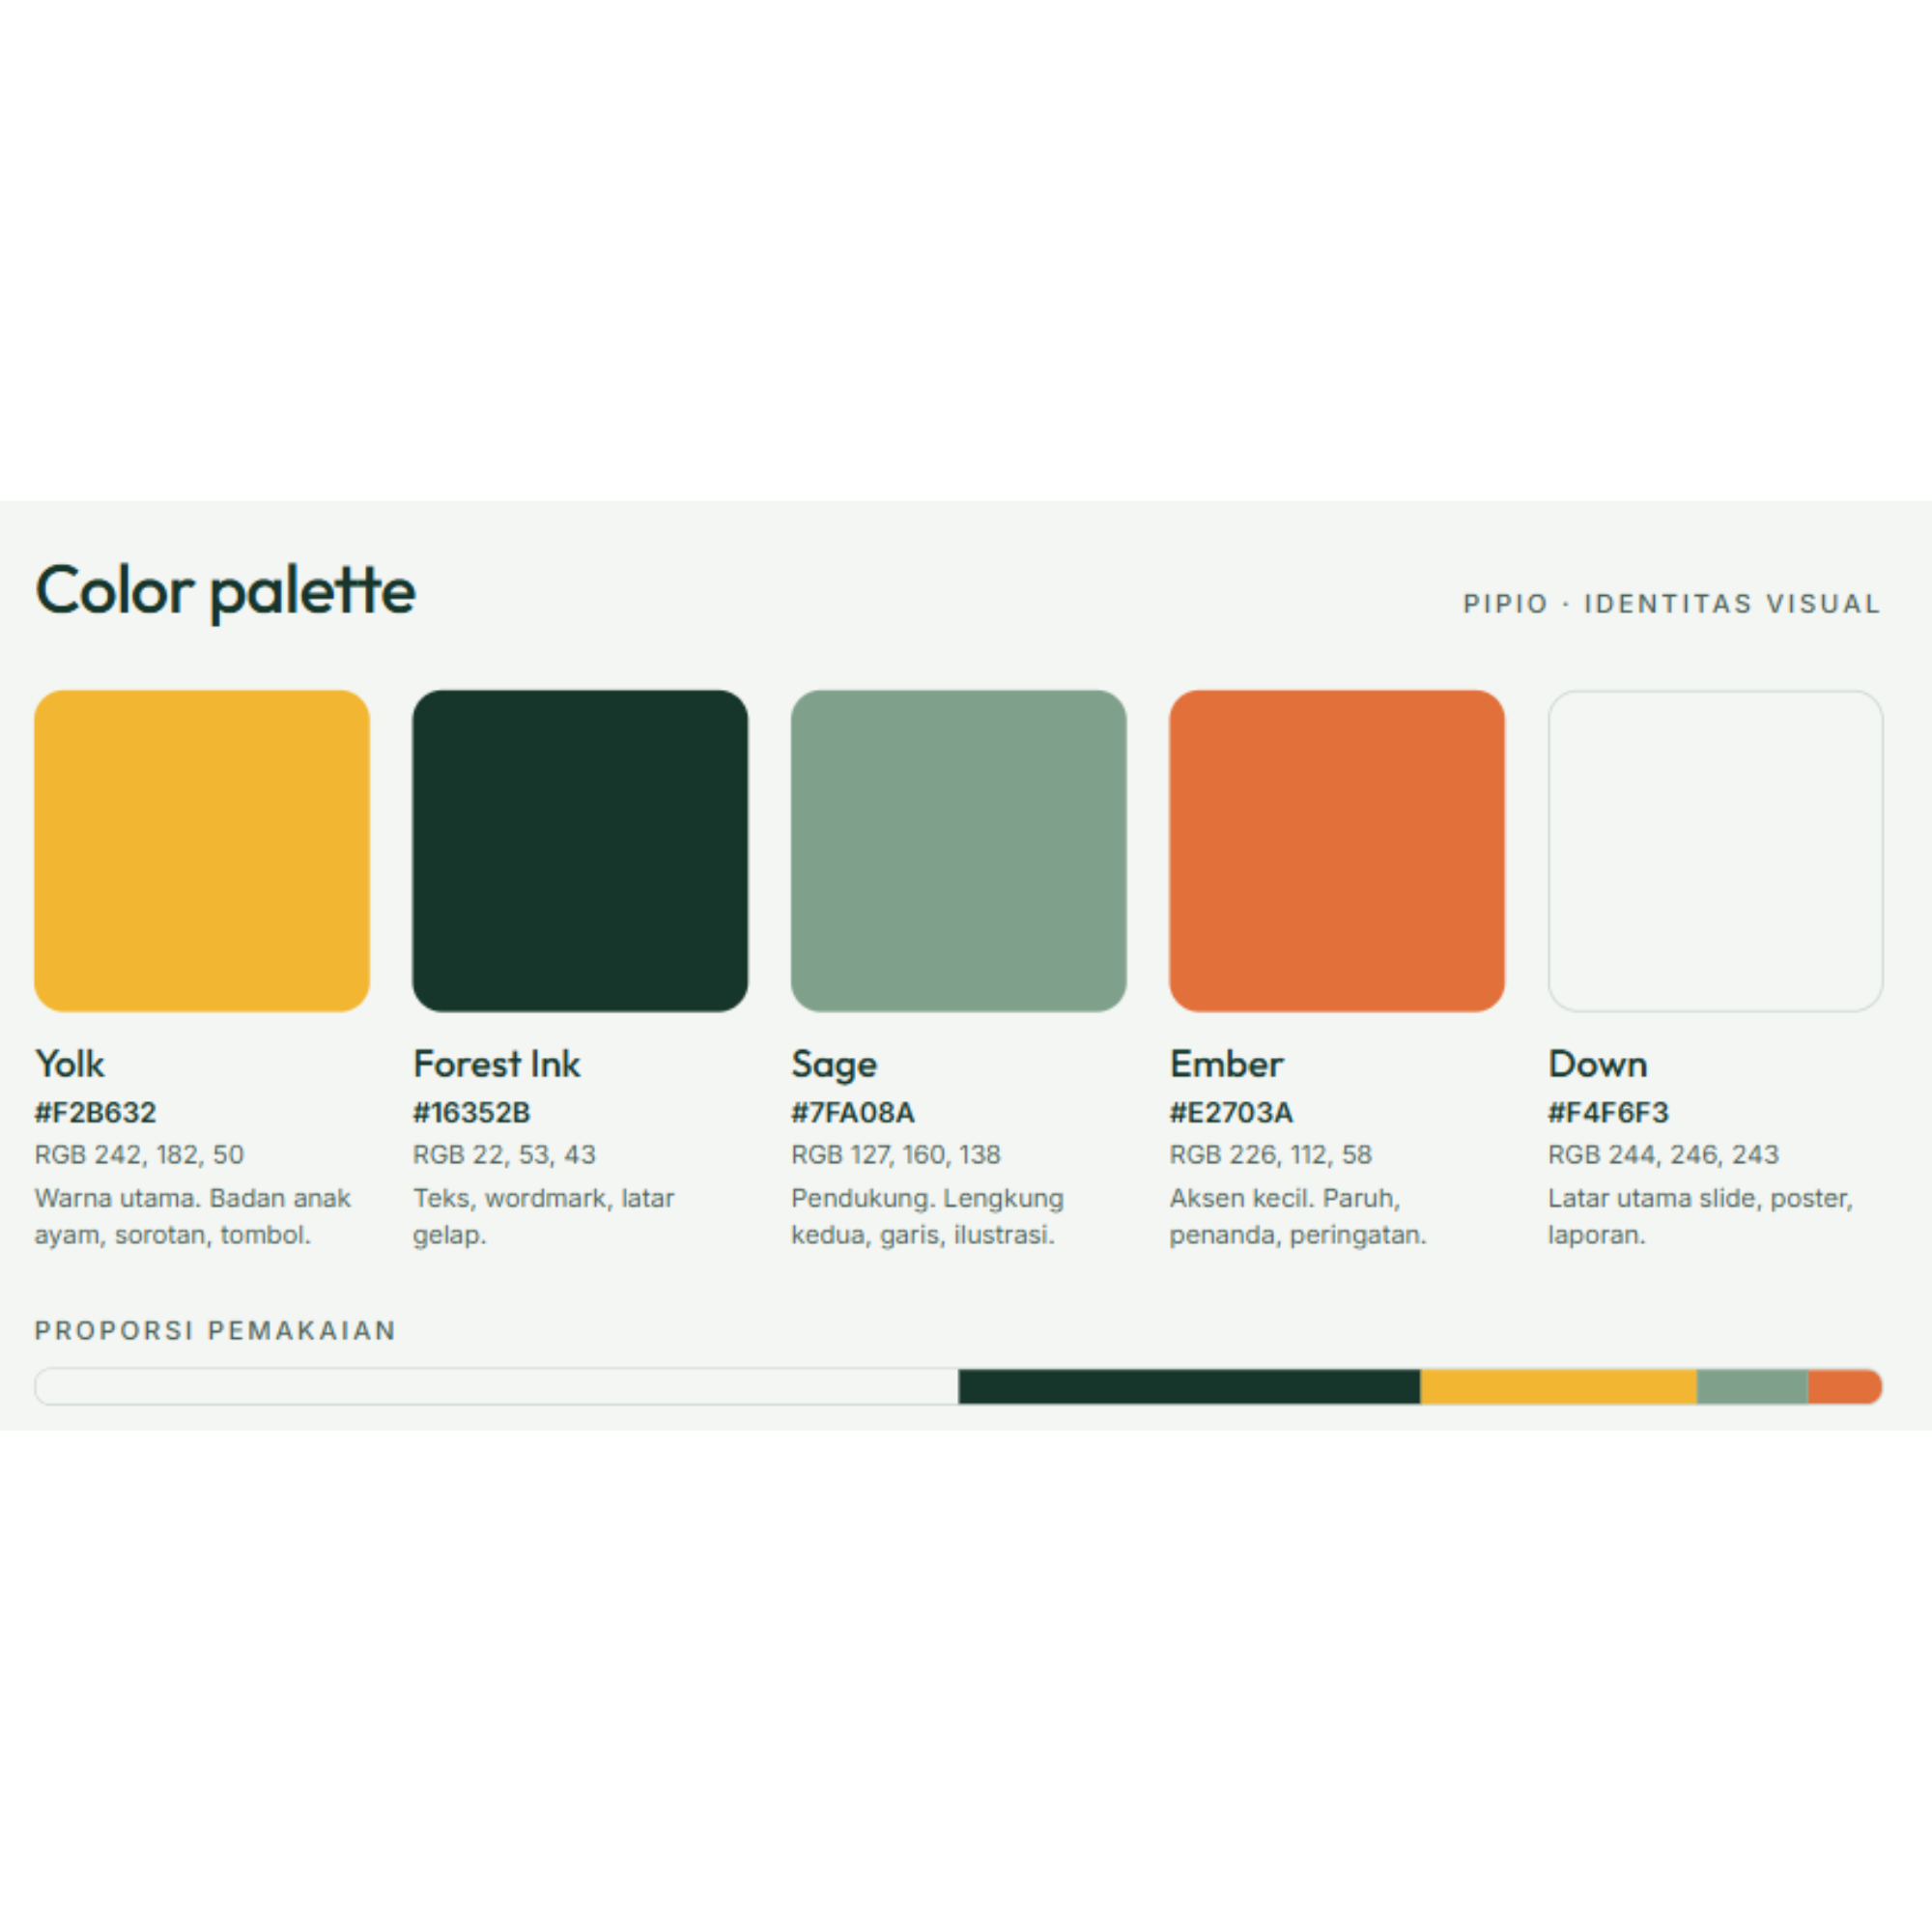 Color palette
PIPIO · IDENTITAS VISUAL
Yolk
#F2B632
RGB 242, 182, 50
Warna utama. Badan anak
ayam, sorotan, tombol.
Forest Ink
#16352B
RGB 22, 53, 43
Teks, wordmark, latar
gelap.
Sage
#7FA08A
RGB 127, 160, 138
Pendukung. Lengkung
kedua, garis, ilustrasi.
Ember
#E2703A
RGB 226, 112, 58
Aksen kecil. Paruh,
penanda, peringatan.
Down
#F4F6F3
RGB 244, 246, 243
Latar utama slide, poster,
laporan.
PROPORSI PEMAKAIAN